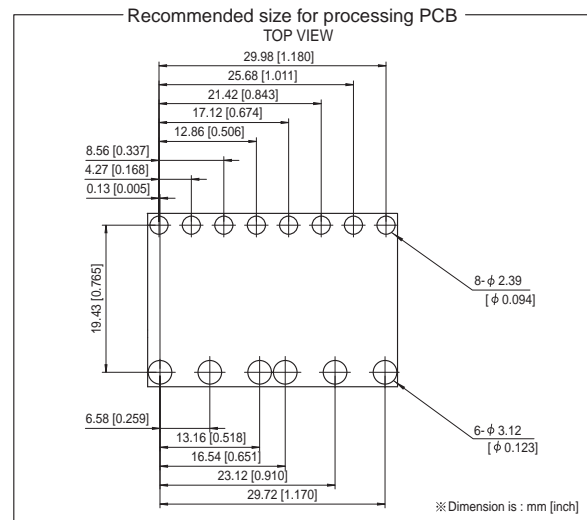 Recommended size for processing PCB
TOP VIEW
29.98 [1.180]
25.68 [1.011]
21.42 [0.843]
17.12 [0.674]
12.86 [0.506]
8.56 [0.337]
4.27 [0.168]
0.13 [0.005]
19.43 [0.765]
8-ϕ 2.39
[ϕ 0.094]
6.58 [0.259]
13.16 [0.518]
16.54 [0.651]
23.12 [0.910]
29.72 [1.170]
6-ϕ 3.12
[ϕ 0.123]
※Dimension is : mm [inch]